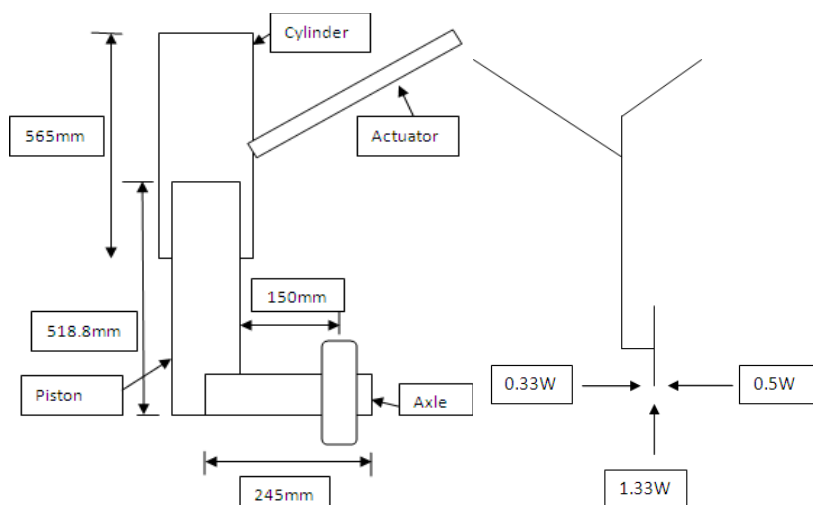 Cylinder
565mm
Actuator
150mm
518.8mm
Piston
Axle
245mm
0.33W
0.5W
1.33W